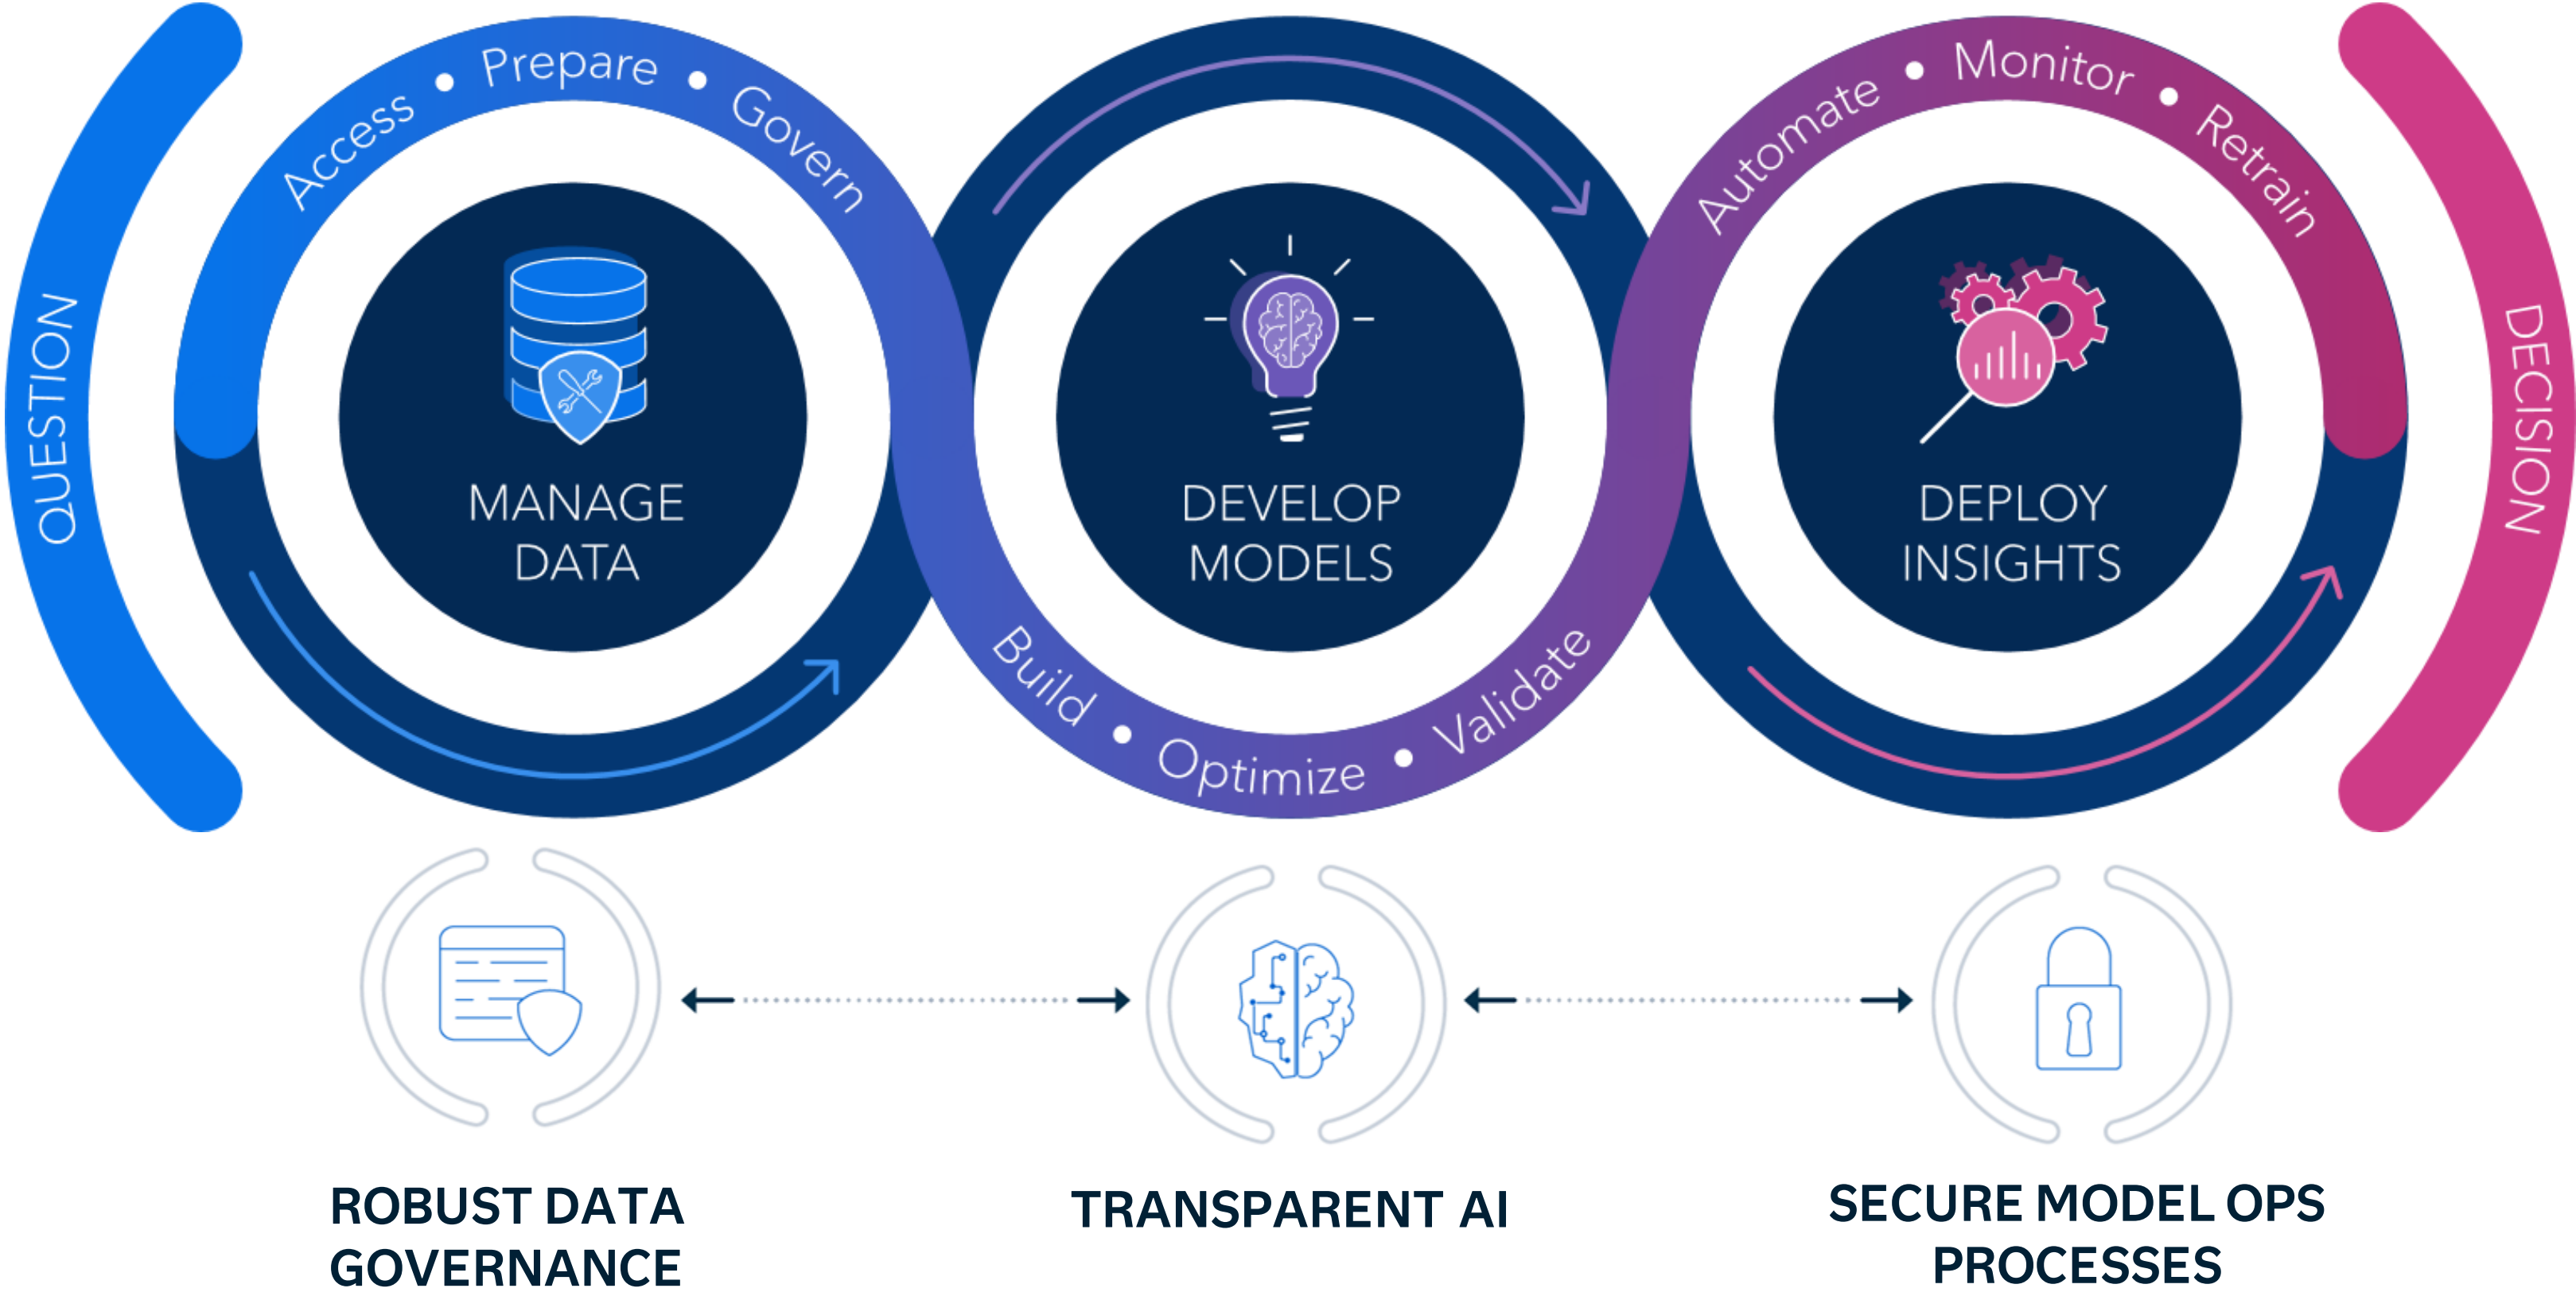 QUESTION
Access • Prepare • Govern
MANAGE
DATA
Build • Optimize • Validate
DEVELOP
MODELS
Automate • Monitor • Retrain
DEPLOY
INSIGHTS
DECISION
ROBUST DATA
GOVERNANCE
TRANSPARENT AI
SECURE MODEL OPS
PROCESSES